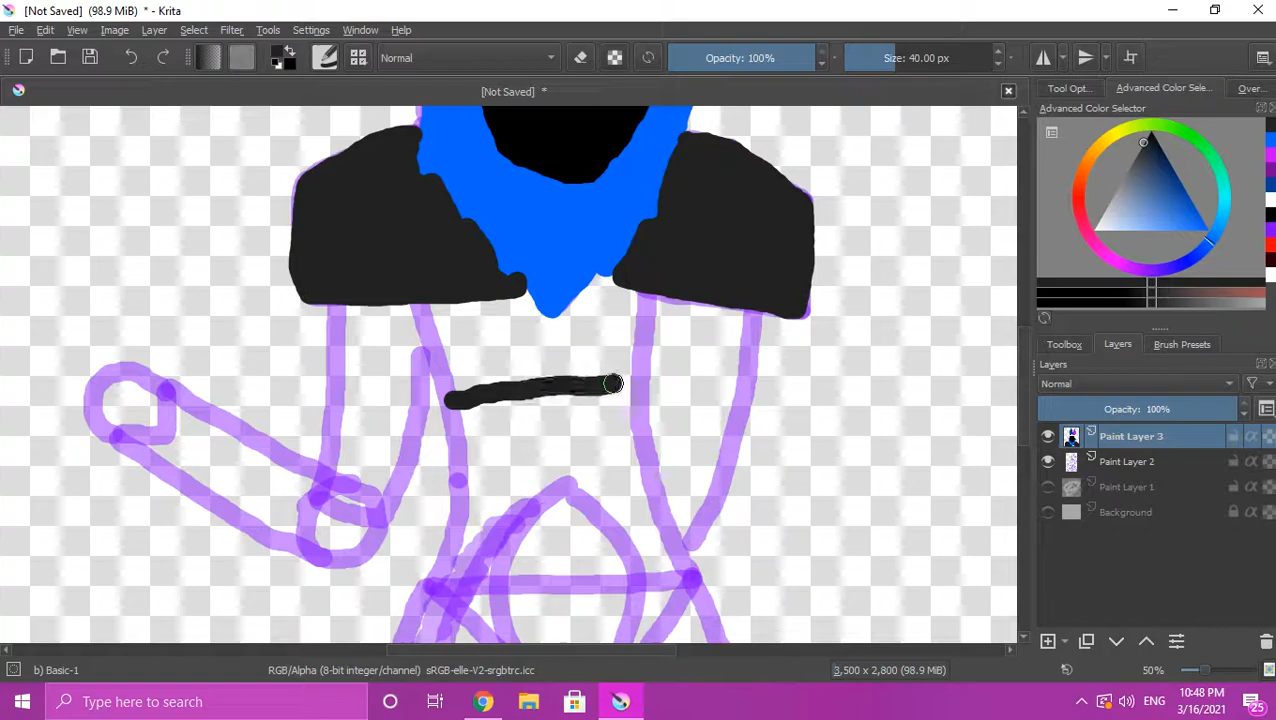 [Not Saved] (98.9 MiB) * - Krita
File Edit View Image Layer Select Filter Tools Settings Window Help
Normal Opacity: 100% Size: 40.00 px
[Not Saved] *
Tool Opt... Advanced Color Sele... Over...
Advanced Color Selector
Toolbox Layers Brush Presets
Layers
Normal
Opacity: 100%
Paint Layer 3
Paint Layer 2
Paint Layer 1
Background
b) Basic-1 RGB/Alpha (8-bit integer/channel) sRGB-elle-V2-srgbtrc.icc 3,500 x 2,800 (98.9 MiB) 50%
Type here to search ENG 10:48 PM
3/16/2021 25